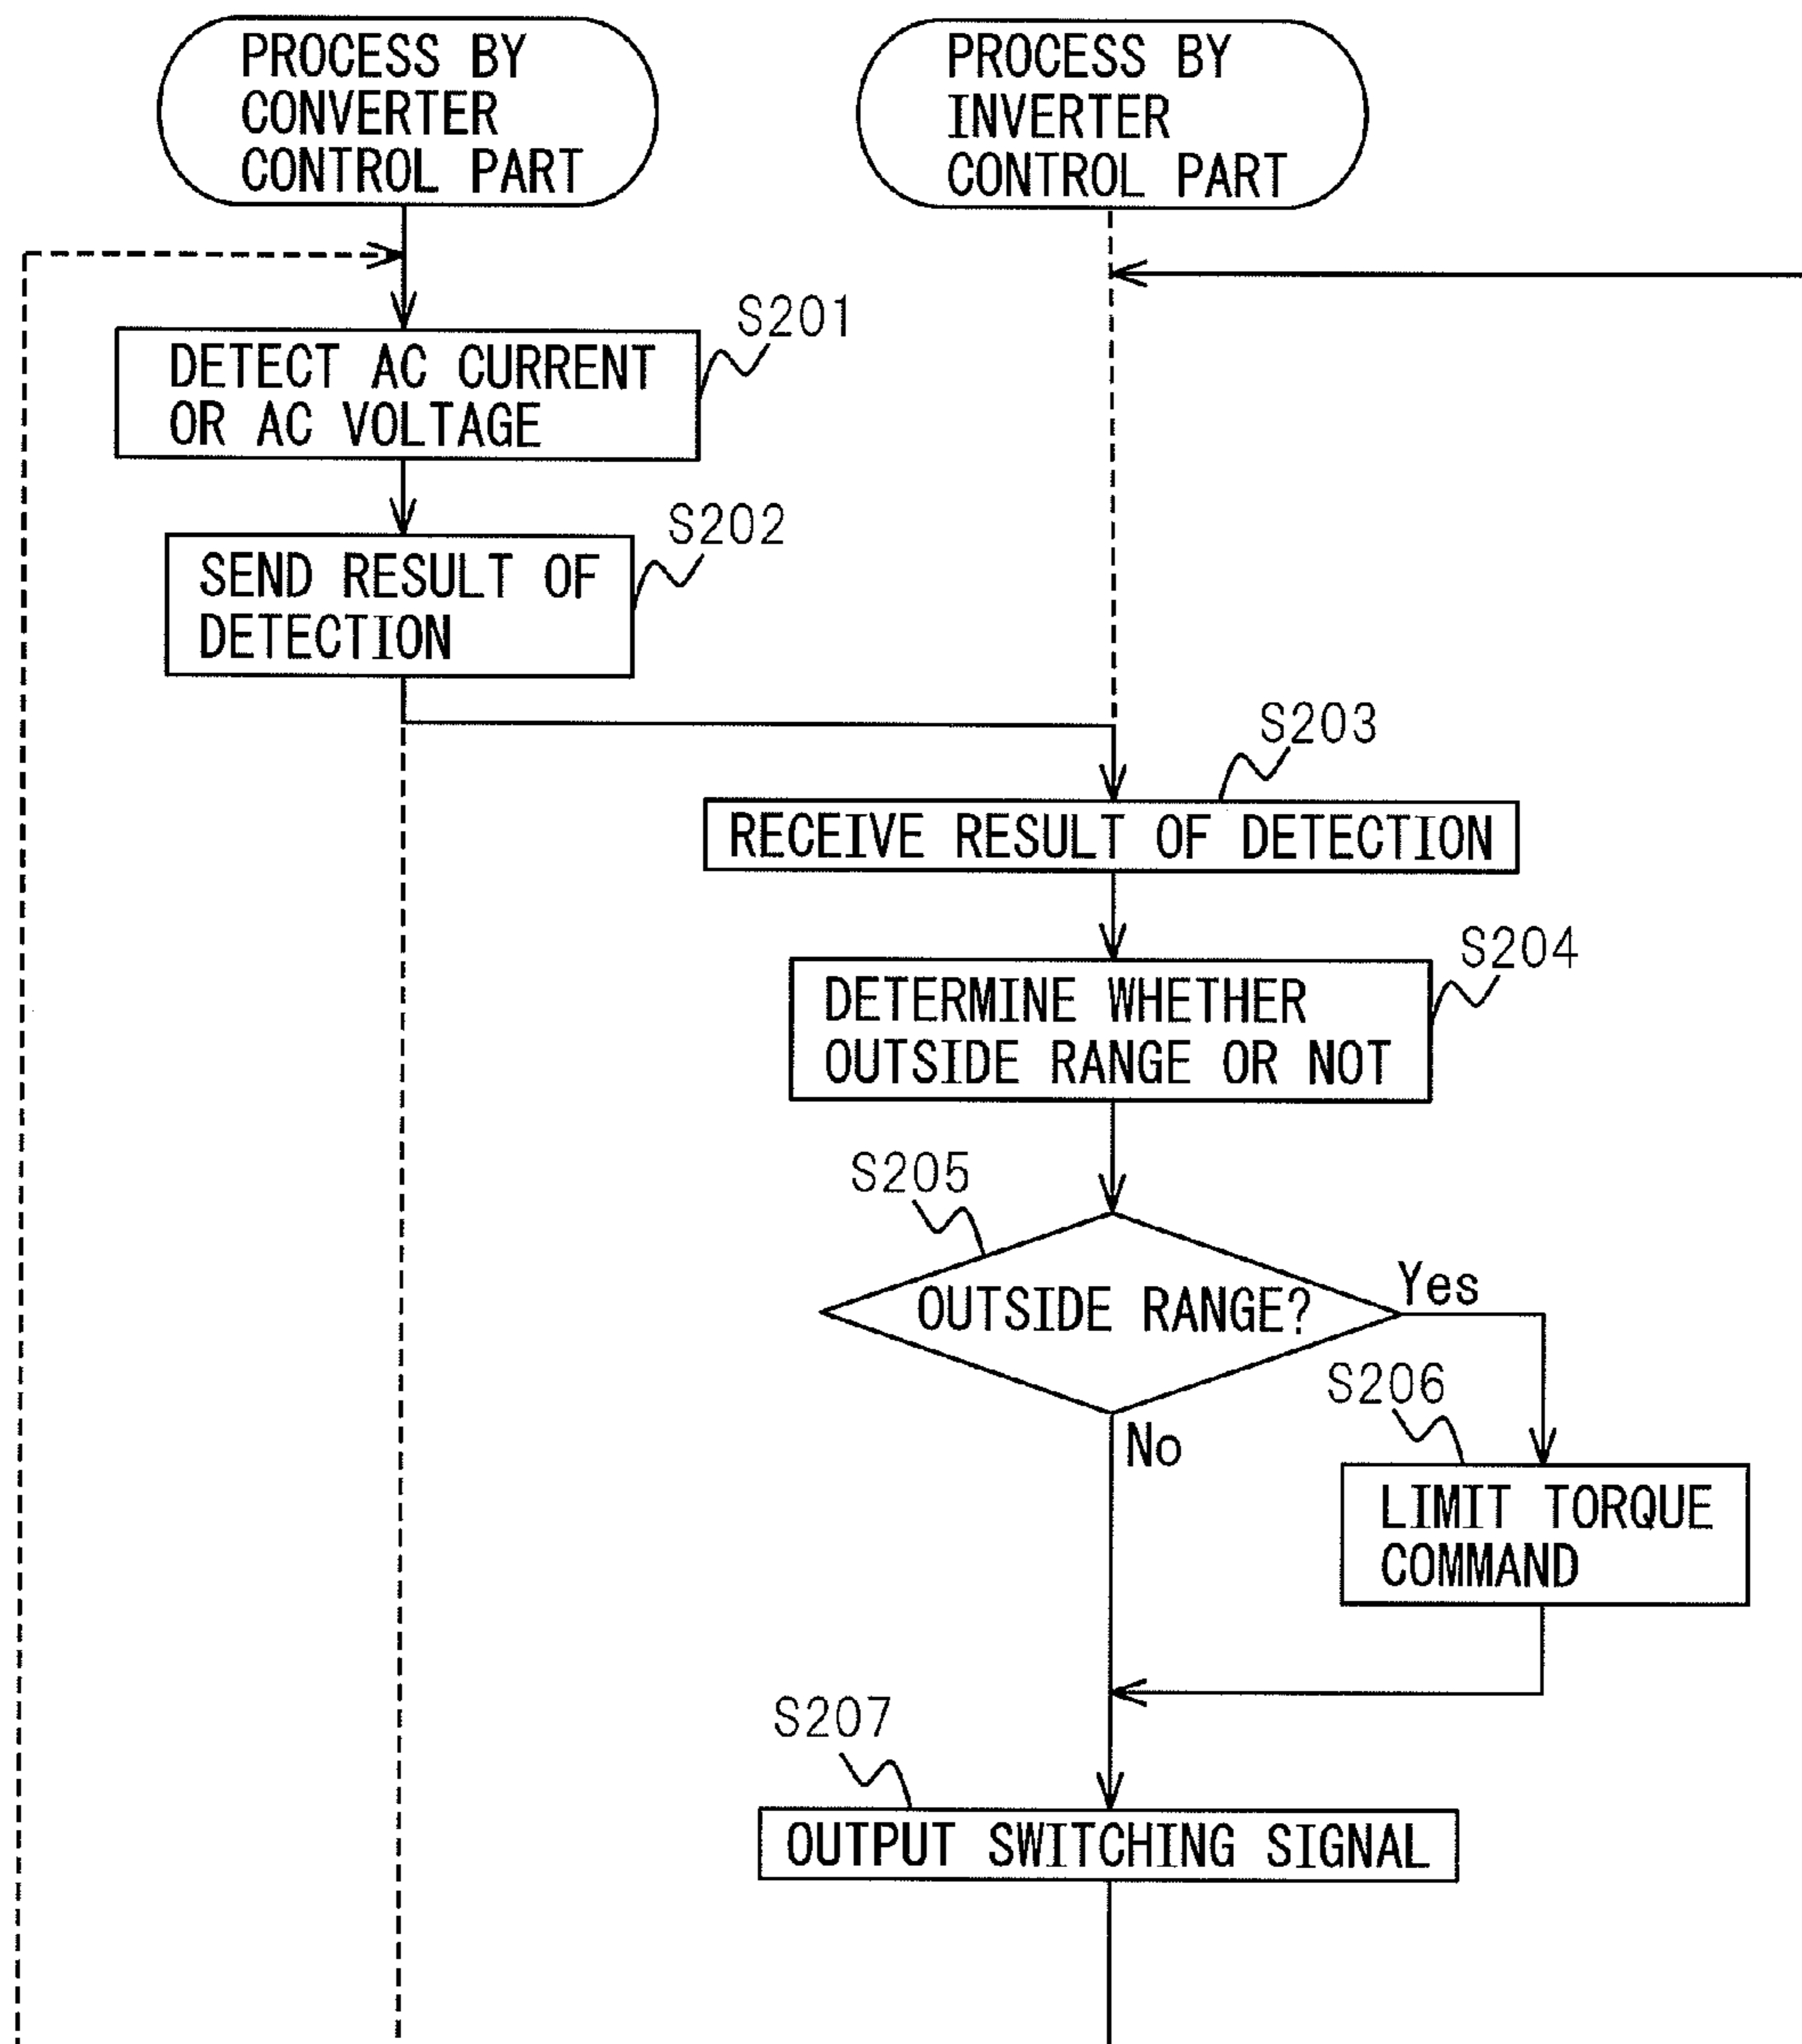 PROCESS BY
CONVERTER
CONTROL PART
PROCESS BY
INVERTER
CONTROL PART
S201
DETECT AC CURRENT
OR AC VOLTAGE
S202
SEND RESULT OF
DETECTION
S203
RECEIVE RESULT OF DETECTION
S204
DETERMINE WHETHER
OUTSIDE RANGE OR NOT
S205
OUTSIDE RANGE?
Yes
No
S206
LIMIT TORQUE
COMMAND
S207
OUTPUT SWITCHING SIGNAL